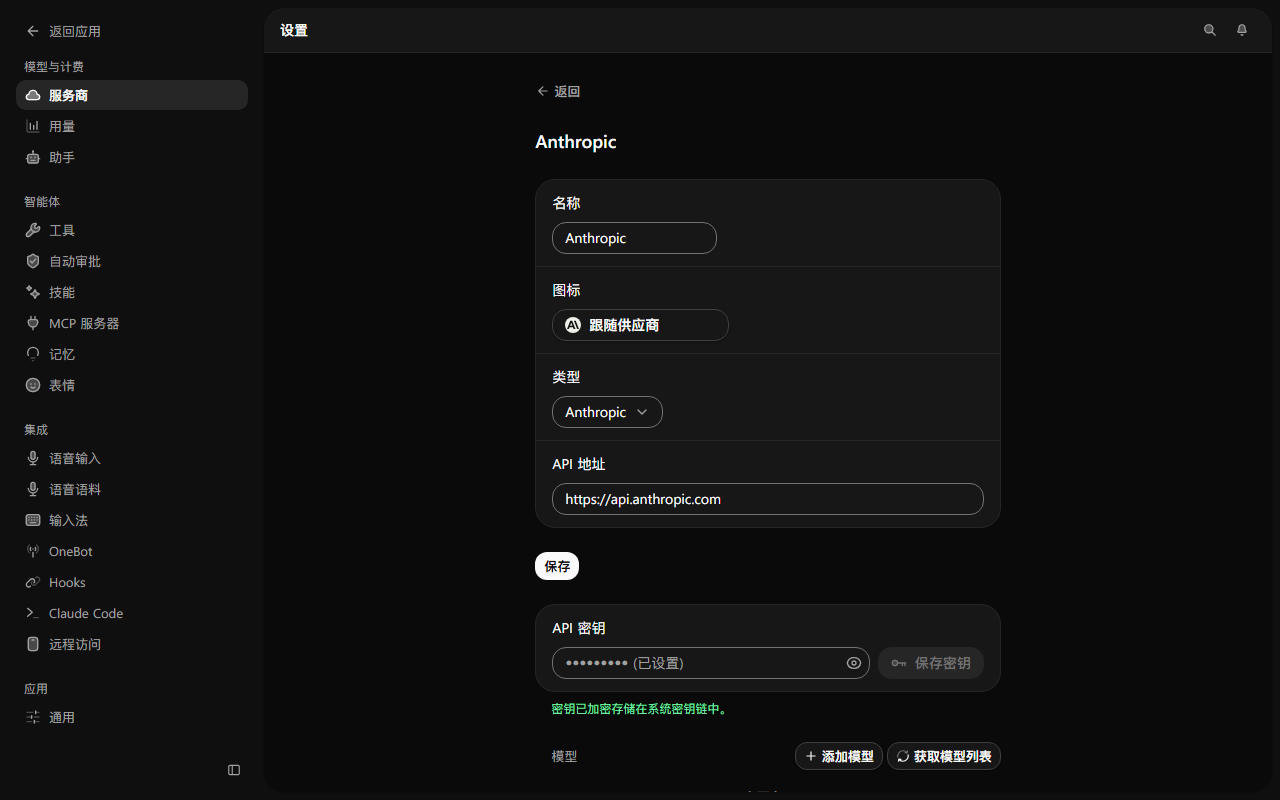 返回应用
模型与计费
服务商
用量
助手
智能体
工具
自动审批
技能
MCP 服务器
记忆
表情
集成
语音输入
语音语料
输入法
OneBot
Hooks
Claude Code
远程访问
应用
通用
设置
返回
Anthropic
名称
Anthropic
图标
跟随供应商
类型
Anthropic
API 地址
https://api.anthropic.com
保存
API 密钥
••••••••• (已设置)
保存密钥
密钥已加密存储在系统密钥链中。
模型
添加模型
获取模型列表